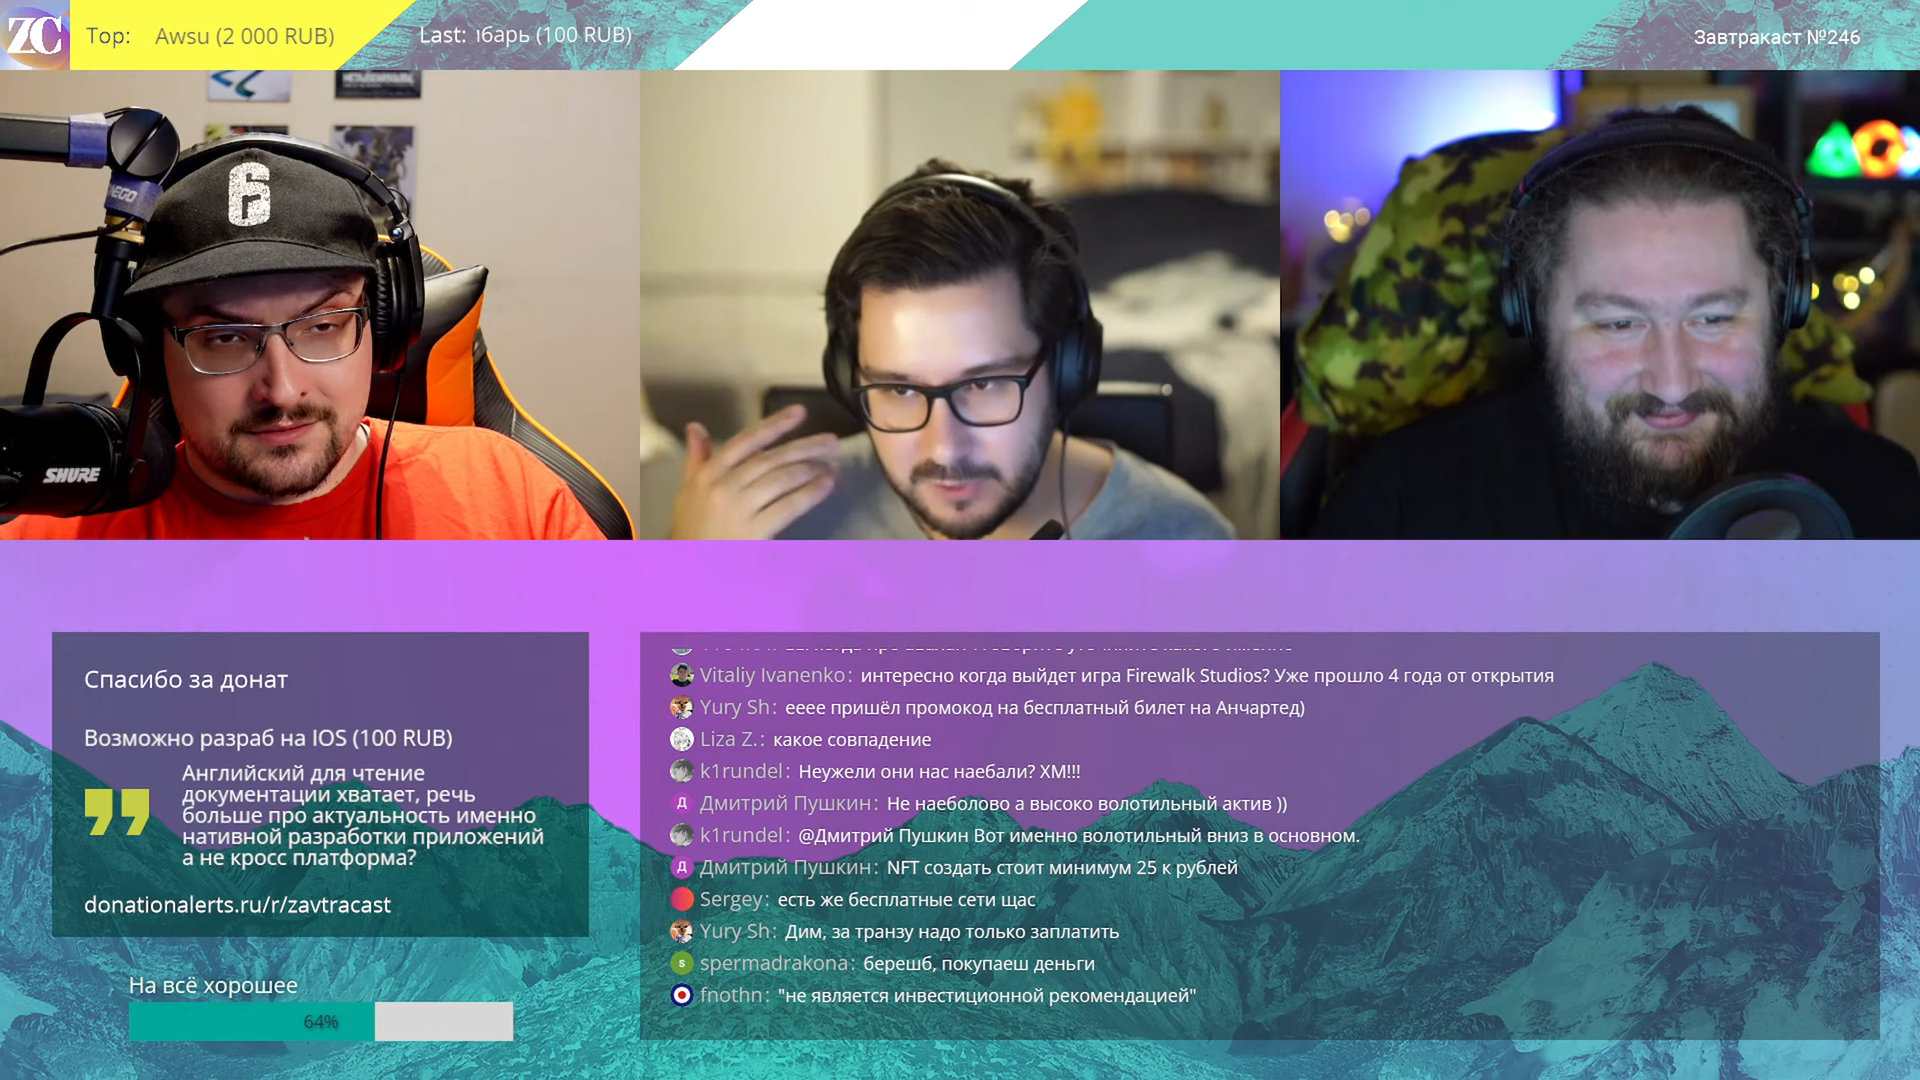 ZC
Top: Awsu (2 000 RUB)
Last: ıбарь (100 RUB)
Завтракаст №246
6
SHURE
Спасибо за донат
Возможно разраб на IOS (100 RUB)
Английский для чтение
документации хватает, речь
больше про актуальность именно
нативной разработки приложений
а не кросс платформа?
donationalerts.ru/r/zavtracast
На всё хорошее
64%
Vitaliy Ivanenko: интересно когда выйдет игра Firewalk Studios? Уже прошло 4 года от открытия
Yury Sh: ееее пришёл промокод на бесплатный билет на Анчартед)
Liza Z.: какое совпадение
k1rundel: Неужели они нас наебали? ХМ!!!
Д Дмитрий Пушкин: Не наеболово а высоко волотильный актив ))
k1rundel: @Дмитрий Пушкин Вот именно волотильный вниз в основном.
Д Дмитрий Пушкин: NFT создать стоит минимум 25 к рублей
Sergey: есть же бесплатные сети щас
Yury Sh: Дим, за транзу надо только заплатить
s spermadrakona: берешб, покупаеш деньги
fnothn: "не является инвестиционной рекомендацией"